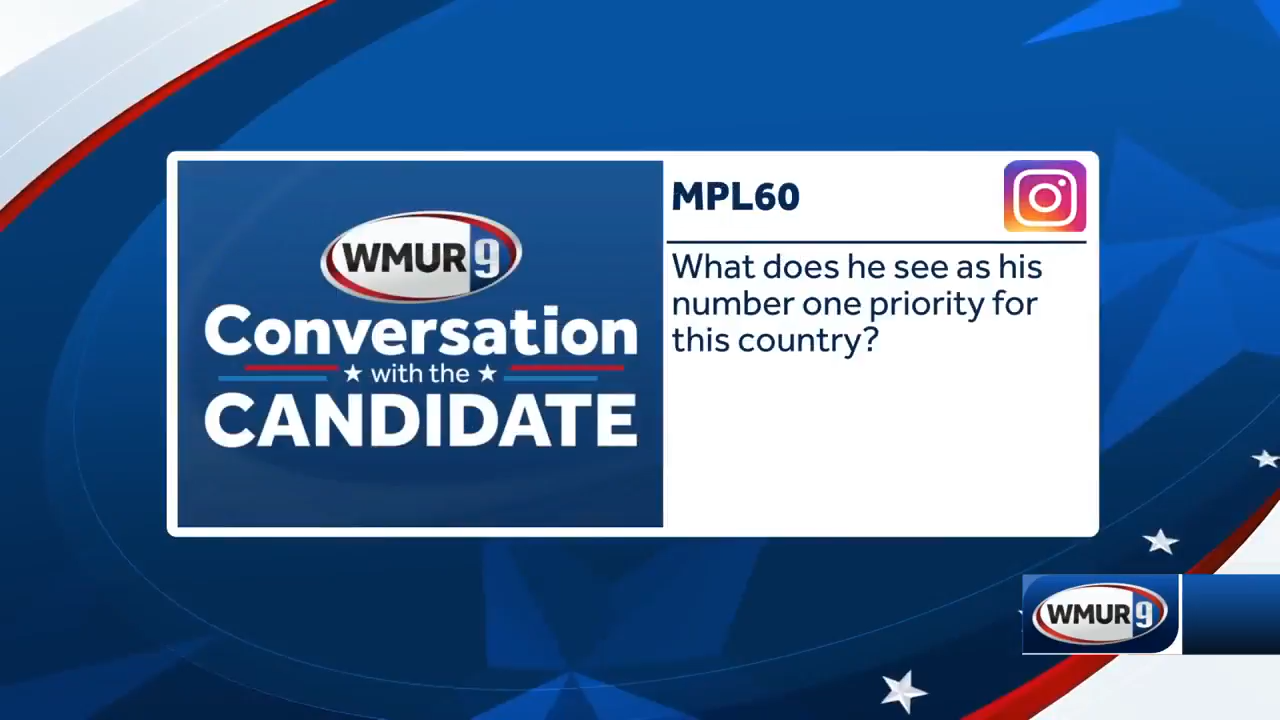 WMUR 9
Conversation
★ with the ★
CANDIDATE
MPL60
What does he see as his
number one priority for
this country?
WMUR 9